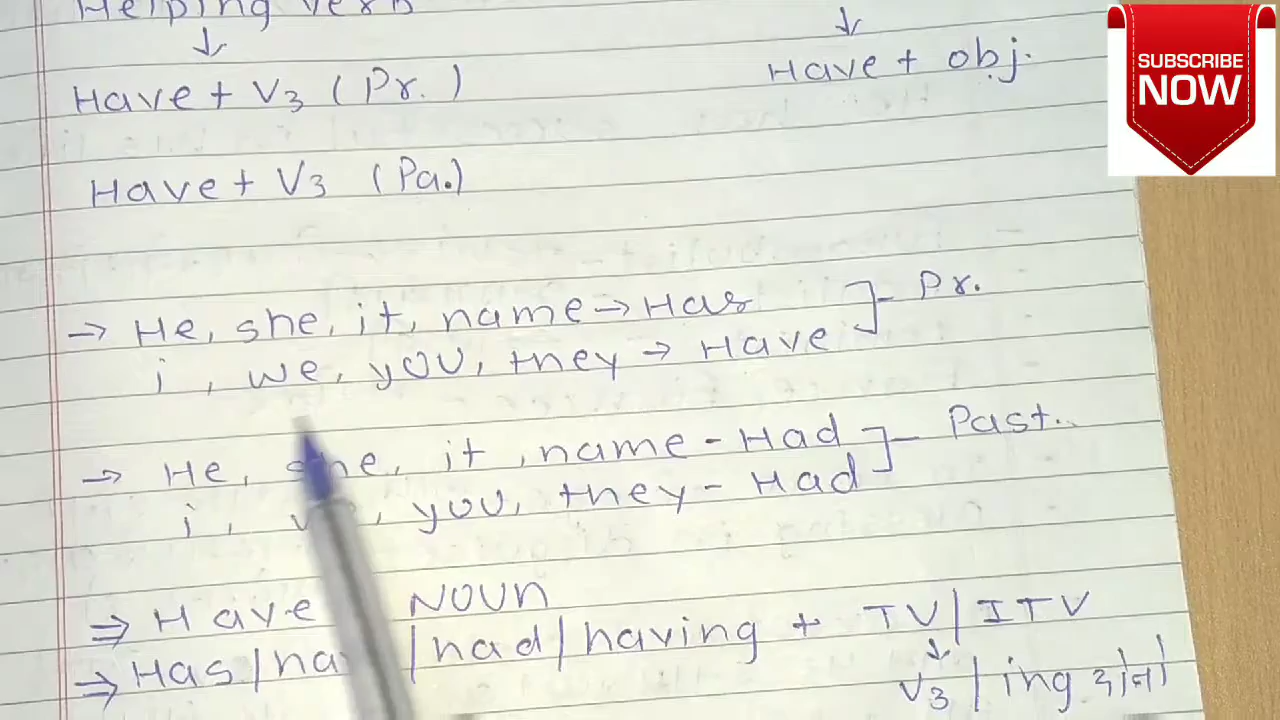 Helping verb
↓ ↓
Have + V3 (Pr.) Have + obj.
Have + V3 (Pa.)
→ He, she, it, name → Has ]- Pr.
i, we, you, they → Have
→ He, she, it, name - Had ]- Past..
i, you, they - Had
⇒ Have NOUN
⇒ Has / /had/having + TV/ITV
↓
V3/ing
SUBSCRIBE
NOW